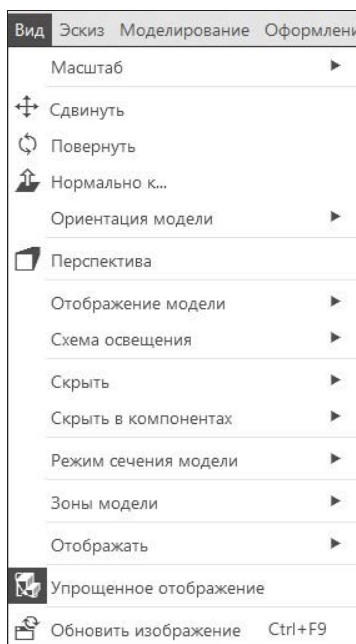 Вид Эскиз Моделирование Оформлени
Масштаб
Сдвинуть
Повернуть
Нормально к...
Ориентация модели
Перспектива
Отображение модели
Схема освещения
Скрыть
Скрыть в компонентах
Режим сечения модели
Зоны модели
Отображать
Упрощенное отображение
Обновить изображение Ctrl+F9